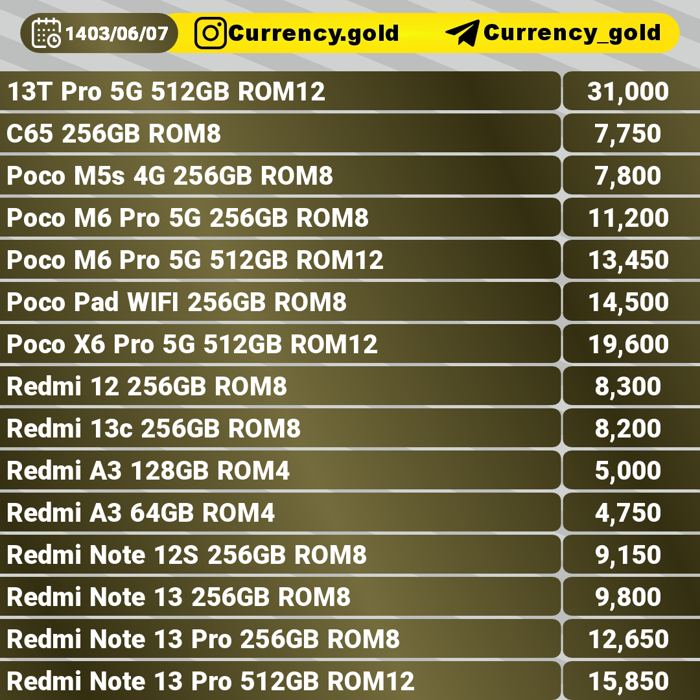 1403/06/07 Currency.gold Currency_gold
13T Pro 5G 512GB ROM12 31,000
C65 256GB ROM8 7,750
Poco M5s 4G 256GB ROM8 7,800
Poco M6 Pro 5G 256GB ROM8 11,200
Poco M6 Pro 5G 512GB ROM12 13,450
Poco Pad WIFI 256GB ROM8 14,500
Poco X6 Pro 5G 512GB ROM12 19,600
Redmi 12 256GB ROM8 8,300
Redmi 13c 256GB ROM8 8,200
Redmi A3 128GB ROM4 5,000
Redmi A3 64GB ROM4 4,750
Redmi Note 12S 256GB ROM8 9,150
Redmi Note 13 256GB ROM8 9,800
Redmi Note 13 Pro 256GB ROM8 12,650
Redmi Note 13 Pro 512GB ROM12 15,850